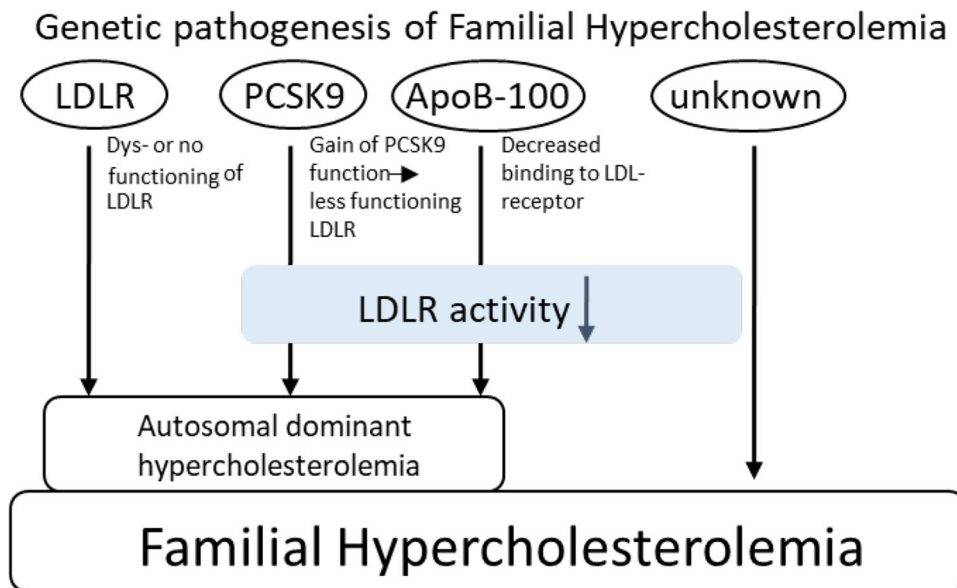 Genetic pathogenesis of Familial Hypercholesterolemia
LDLR
PCSK9
ApoB-100
unknown
Dys- or no
functioning of
LDLR
Gain of PCSK9
function
less functioning
LDLR
Decreased
binding to LDL-
receptor
LDLR activity
Autosomal dominant
hypercholesterolemia
Familial Hypercholesterolemia